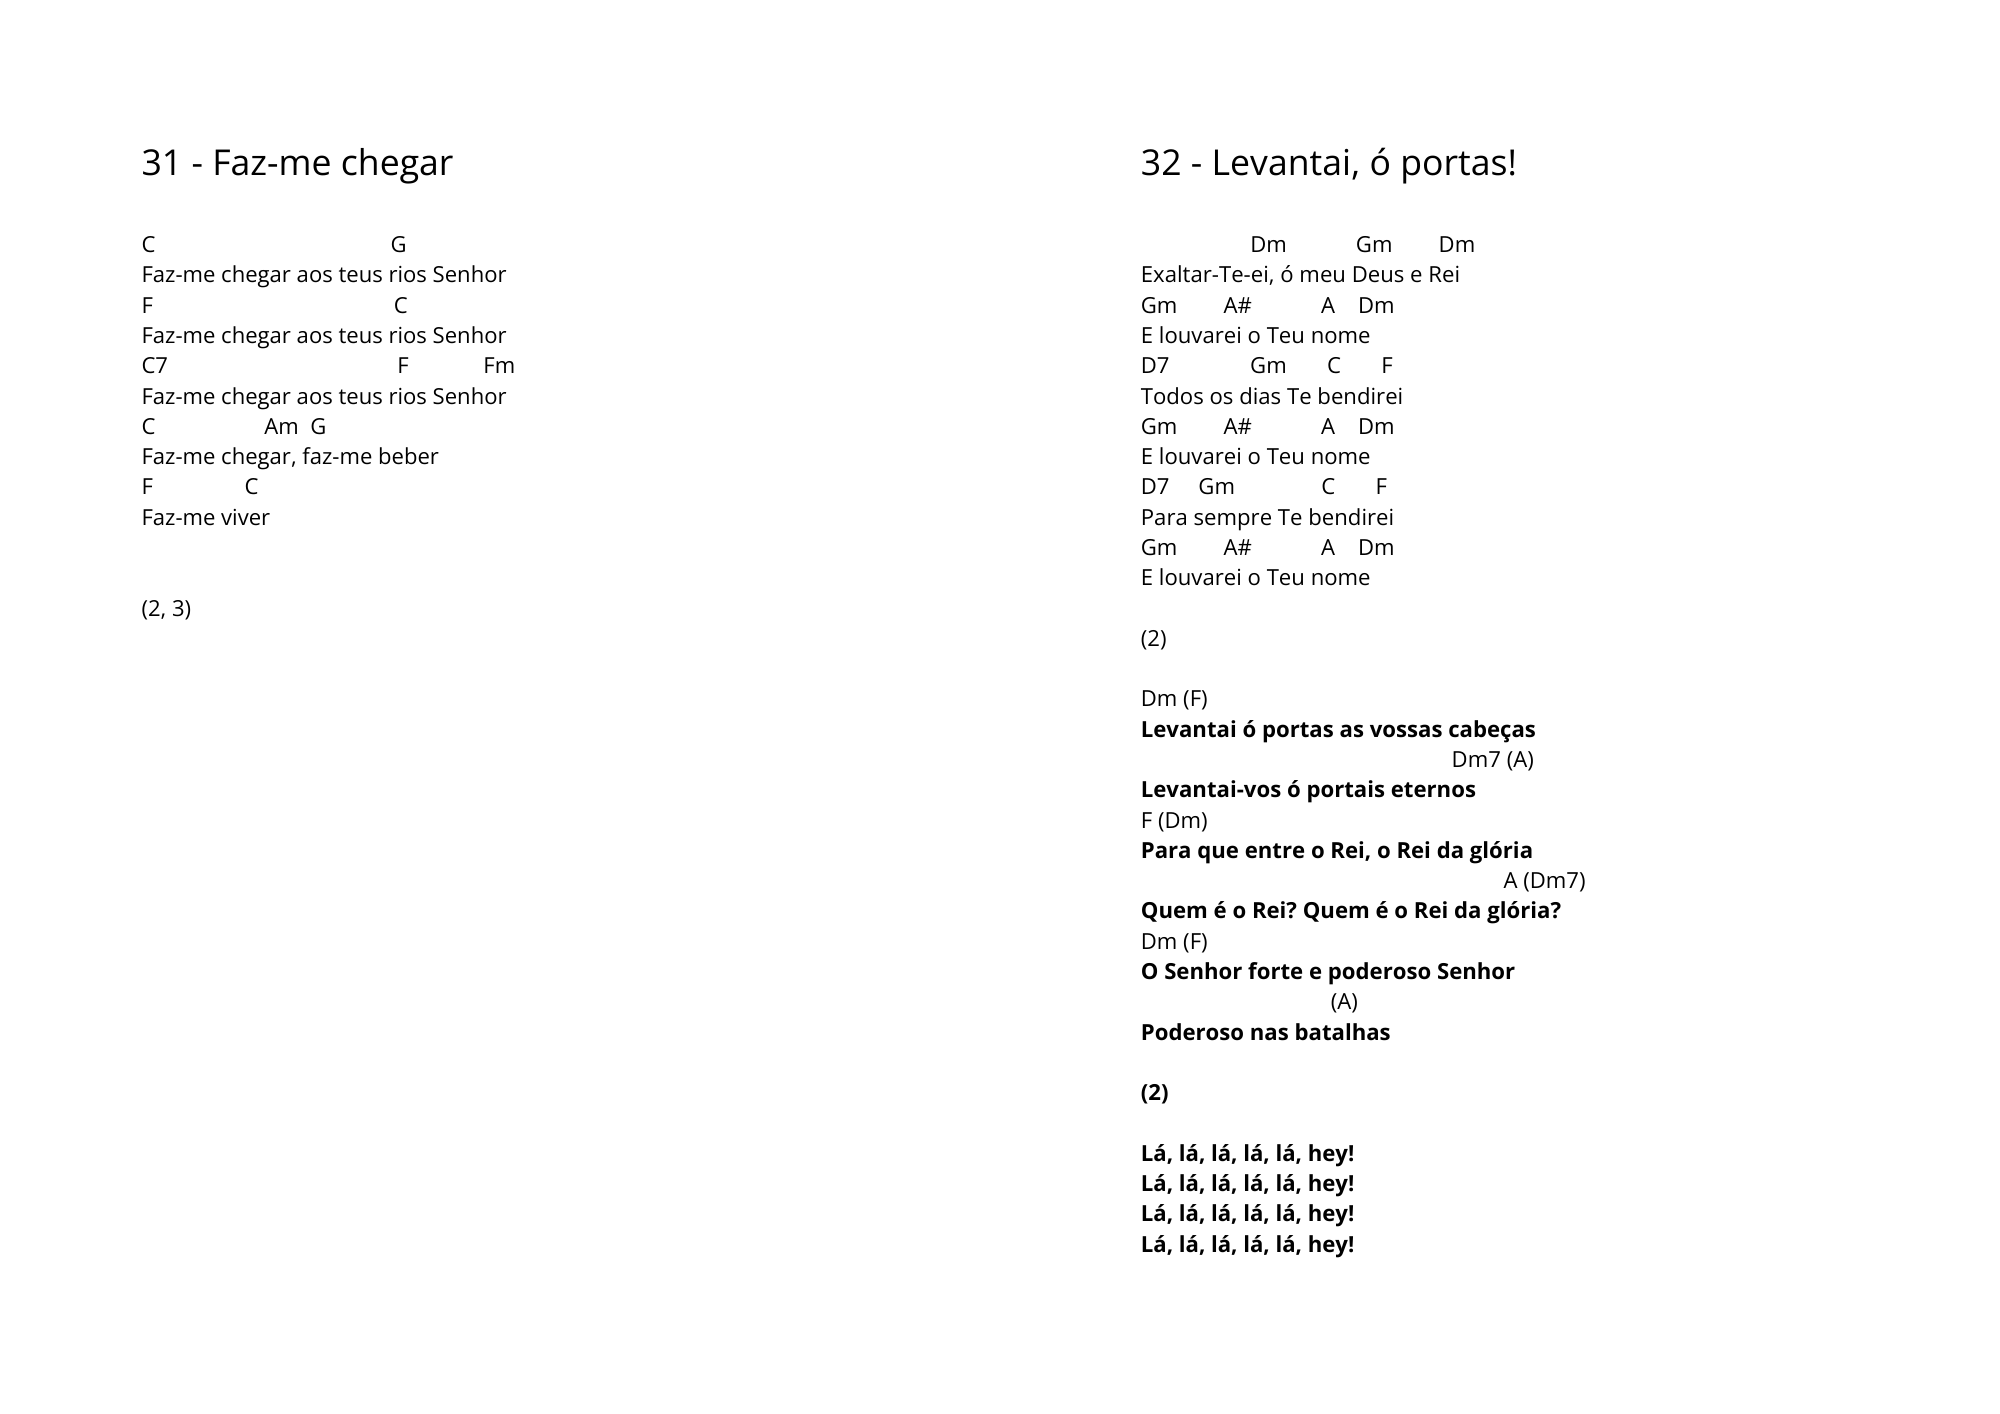 31 - Faz-me chegar
C G
Faz-me chegar aos teus rios Senhor
F C
Faz-me chegar aos teus rios Senhor
C7 F Fm
Faz-me chegar aos teus rios Senhor
C Am G
Faz-me chegar, faz-me beber
F C
Faz-me viver
(2, 3)
32 - Levantai, ó portas!
Dm Gm Dm
Exaltar-Te-ei, ó meu Deus e Rei
Gm A# A Dm
E louvarei o Teu nome
D7 Gm C F
Todos os dias Te bendirei
Gm A# A Dm
E louvarei o Teu nome
D7 Gm C F
Para sempre Te bendirei
Gm A# A Dm
E louvarei o Teu nome
(2)
Dm (F)
Levantai ó portas as vossas cabeças
Dm7 (A)
Levantai-vos ó portais eternos
F (Dm)
Para que entre o Rei, o Rei da glória
A (Dm7)
Quem é o Rei? Quem é o Rei da glória?
Dm (F)
O Senhor forte e poderoso Senhor
(A)
Poderoso nas batalhas
(2)
Lá, lá, lá, lá, lá, hey!
Lá, lá, lá, lá, lá, hey!
Lá, lá, lá, lá, lá, hey!
Lá, lá, lá, lá, lá, hey!